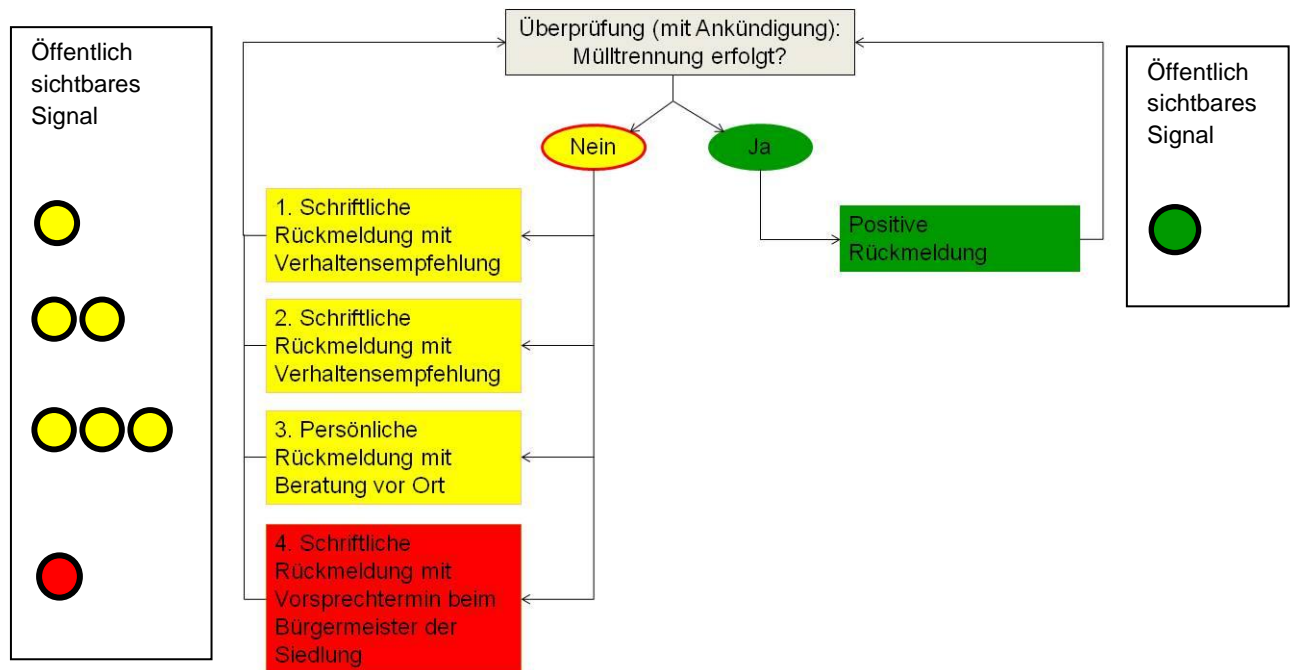 Überprüfung (mit Ankündigung):
Mülltrennung erfolgt?
Öffentlich
sichtbares
Signal
Öffentlich
sichtbares
Signal
Nein
Ja
1. Schriftliche
Rückmeldung mit
Verhaltensempfehlung
Positive
Rückmeldung
2. Schriftliche
Rückmeldung mit
Verhaltensempfehlung
3. Persönliche
Rückmeldung mit
Beratung vor Ort
4. Schriftliche
Rückmeldung mit
Vorsprechtermin beim
Bürgermeister der
Siedlung